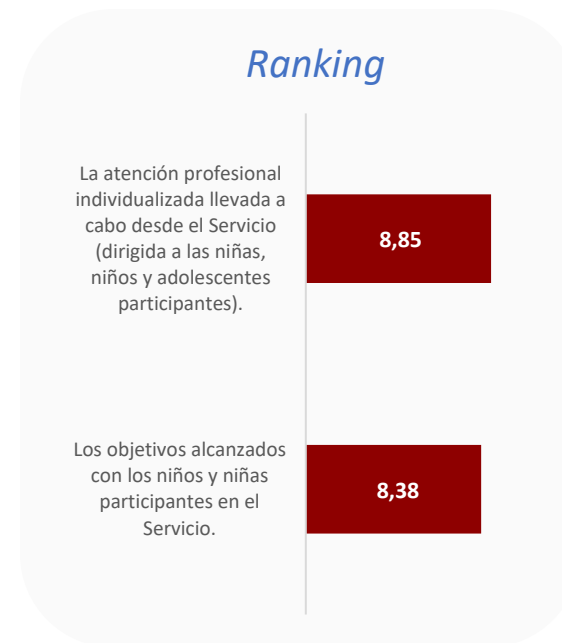 Ranking
La atención profesional
individualizada llevada a
cabo desde el Servicio
(dirigida a las niñas,
niños y adolescentes
participantes).
8,85
Los objetivos alcanzados
con los niños y niñas
participantes en el
Servicio.
8,38